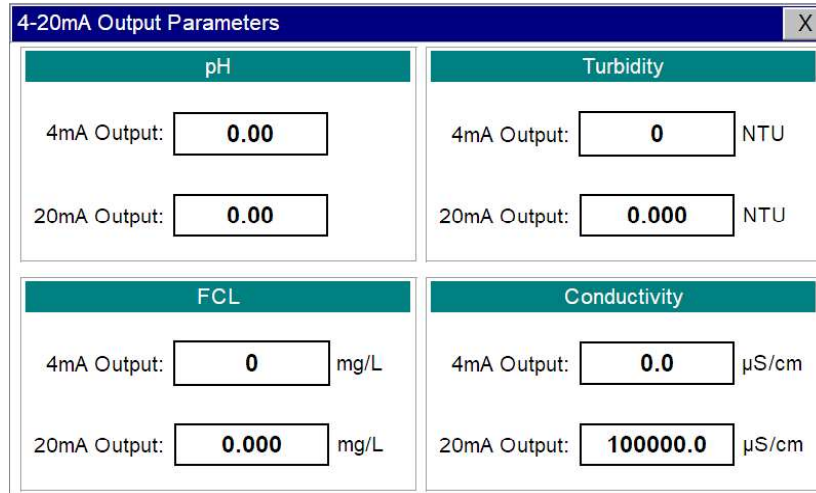 4-20mA Output Parameters X
pH
4mA Output: 0.00
20mA Output: 0.00
Turbidity
4mA Output: 0 NTU
20mA Output: 0.000 NTU
FCL
4mA Output: 0 mg/L
20mA Output: 0.000 mg/L
Conductivity
4mA Output: 0.0 µS/cm
20mA Output: 100000.0 µS/cm